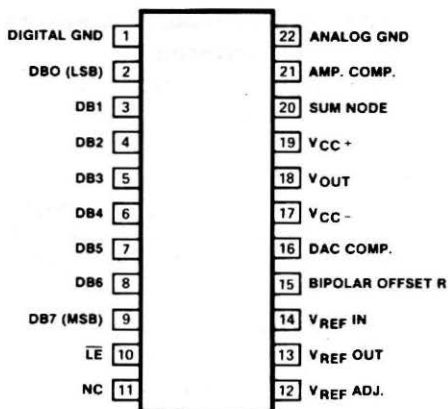 DIGITAL GND 1 22 ANALOG GND
DBO (LSB) 2 21 AMP. COMP.
DB1 3 20 SUM NODE
DB2 4 19 VCC +
DB3 5 18 VOUT
DB4 6 17 VCC -
DB5 7 16 DAC COMP.
DB6 8 15 BIPOLAR OFFSET R
DB7 (MSB) 9 14 VREF IN
LE 10 13 VREF OUT
NC 11 12 VREF ADJ.